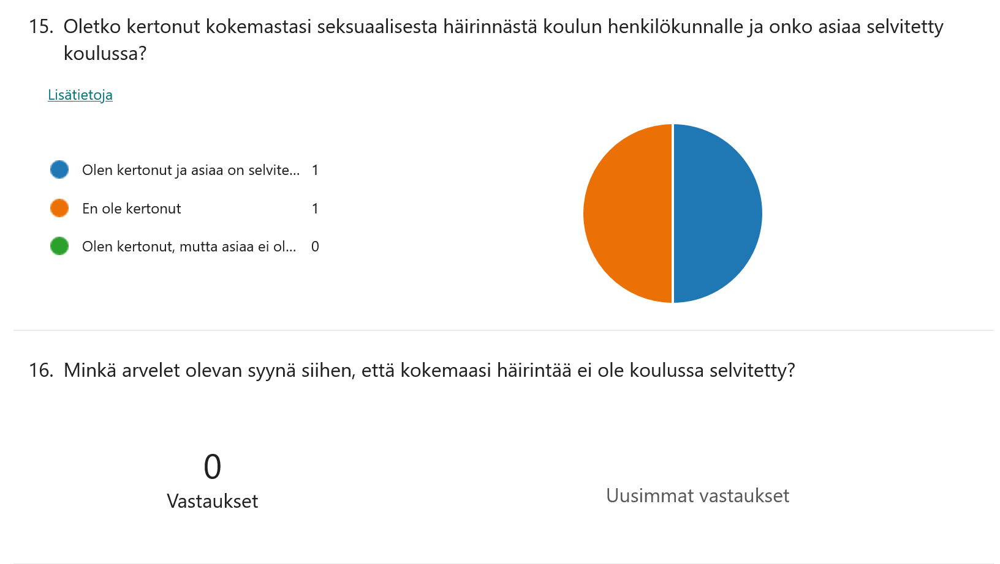 15. Oletko kertonut kokemastasi seksuaalisesta häirinnästä koulun henkilökunnalle ja onko asiaa selvitetty
koulussa?
Lisätietoja
Olen kertonut ja asiaa on selvite... 1
En ole kertonut 1
Olen kertonut, mutta asiaa ei ol... 0
16. Minkä arvelet olevan syynä siihen, että kokemaasi häirintää ei ole koulussa selvitetty?
0
Vastaukset
Uusimmat vastaukset